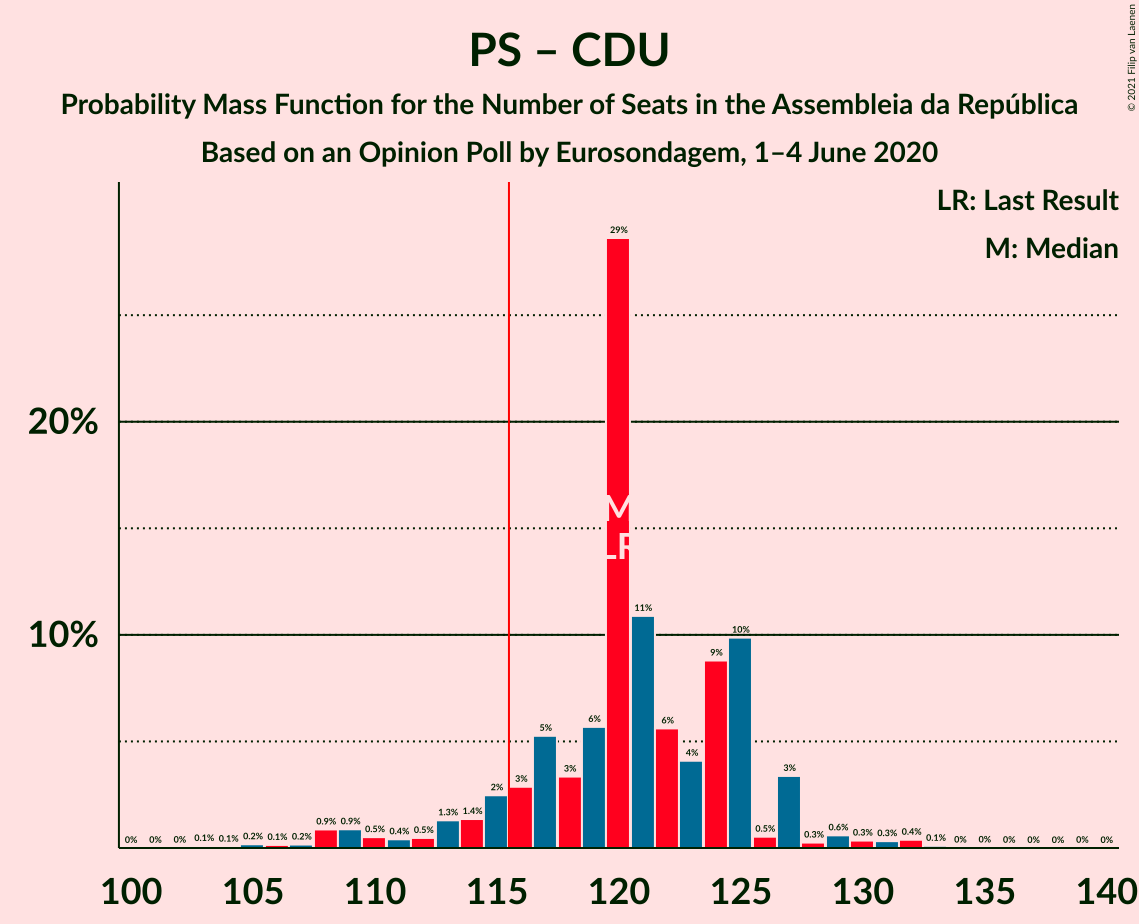 PS – CDU
Probability Mass Function for the Number of Seats in the Assembleia da República
Based on an Opinion Poll by Eurosondagem, 1–4 June 2020
© 2021 Filip van Laenen
LR: Last Result
M: Median
20%
10%
0% 0% 0% 0.1% 0.1% 0.2% 0.1% 0.2% 0.9% 0.9% 0.5% 0.4% 0.5% 1.3% 1.4% 2% 3% 5% 3% 6% 29% 11% 6% 4% 9% 10% 0.5% 3% 0.3% 0.6% 0.3% 0.3% 0.4% 0.1% 0% 0% 0% 0% 0% 0% 0%
M
LR
100 105 110 115 120 125 130 135 140